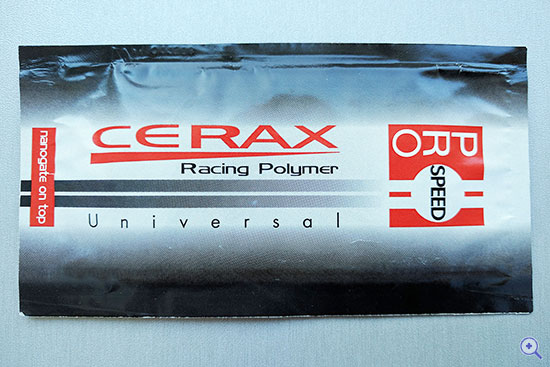 nanogate on top
CERAX
Racing Polymer
Universal
PRO
SPEED